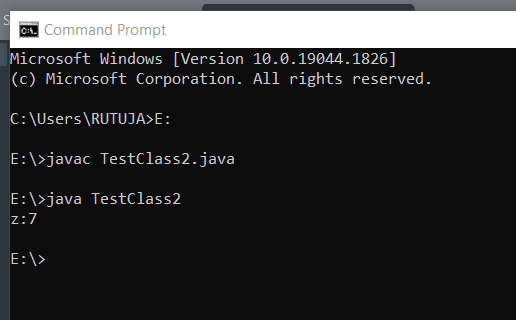 Command Prompt
Microsoft Windows [Version 10.0.19044.1826]
(c) Microsoft Corporation. All rights reserved.
C:\Users\RUTUJA>E:
E:\>javac TestClass2.java
E:\>java TestClass2
z:7
E:\>